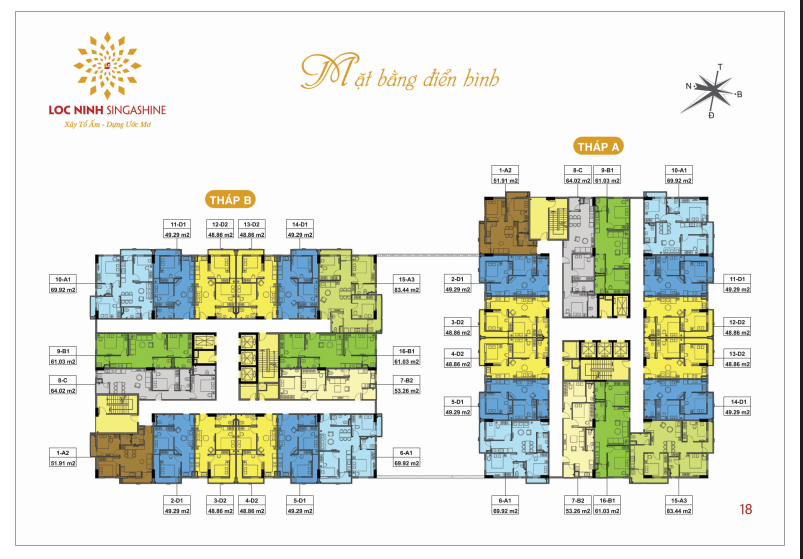 LOC NINH SINGASHINE
Xây Tổ Ấm - Dựng Ước Mơ
Mặt bằng điển hình
T
N
B
Đ
THÁP A
1-A2
51.91 m2
8-C
64.02 m2
9-B1
61.03 m2
10-A1
69.92 m2
2-D1
49.29 m2
11-D1
49.29 m2
3-D2
48.86 m2
12-D2
48.86 m2
4-D2
48.86 m2
13-D2
48.86 m2
5-D1
49.29 m2
14-D1
49.29 m2
6-A1
69.92 m2
7-B2
53.26 m2
16-B1
61.03 m2
15-A3
83.44 m2
THÁP B
11-D1
49.29 m2
12-D2
48.86 m2
13-D2
48.86 m2
14-D1
49.29 m2
10-A1
69.92 m2
15-A3
83.44 m2
9-B1
61.03 m2
16-B1
61.03 m2
8-C
64.02 m2
7-B2
53.26 m2
1-A2
51.91 m2
6-A1
69.92 m2
2-D1
49.29 m2
3-D2
48.86 m2
4-D2
48.86 m2
5-D1
49.29 m2
18